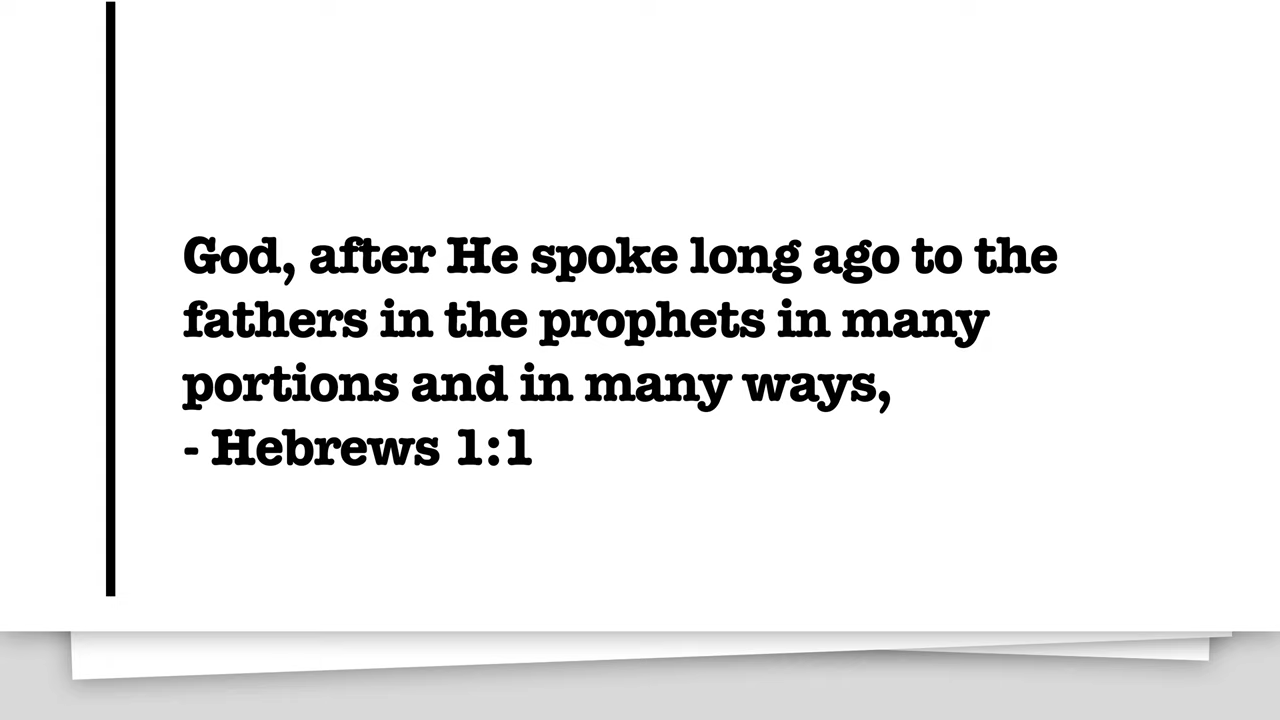 God, after He spoke long ago to the
fathers in the prophets in many
portions and in many ways,
- Hebrews 1:1